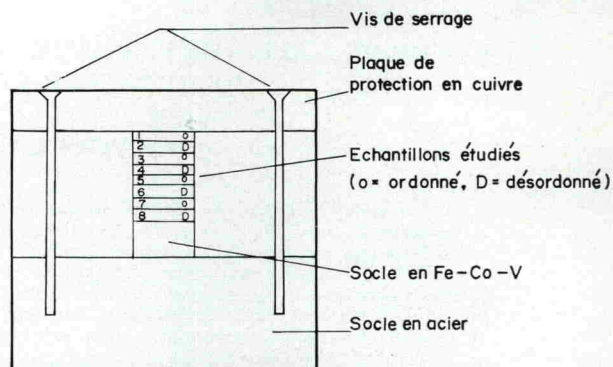 Vis de serrage
Plaque de
protection en cuivre
1 o
2 D
3 o
4 D
5 o
6 D
7 o
8 D
Echantillons étudiés
(o = ordonné, D = désordonné)
Socle en Fe-Co-V
Socle en acier